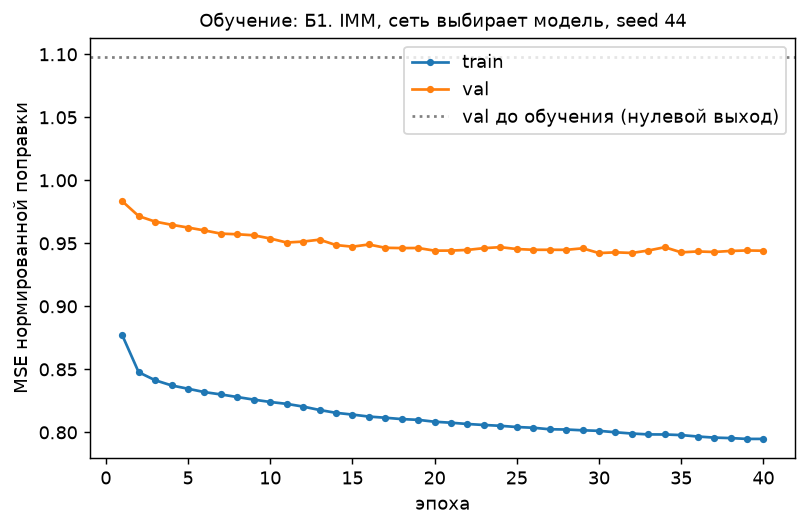 Обучение: Б1. IMM, сеть выбирает модель, seed 44
train
val
val до обучения (нулевой выход)
MSE нормированной поправки
1.10
1.05
1.00
0.95
0.90
0.85
0.80
0 5 10 15 20 25 30 35 40
эпоха